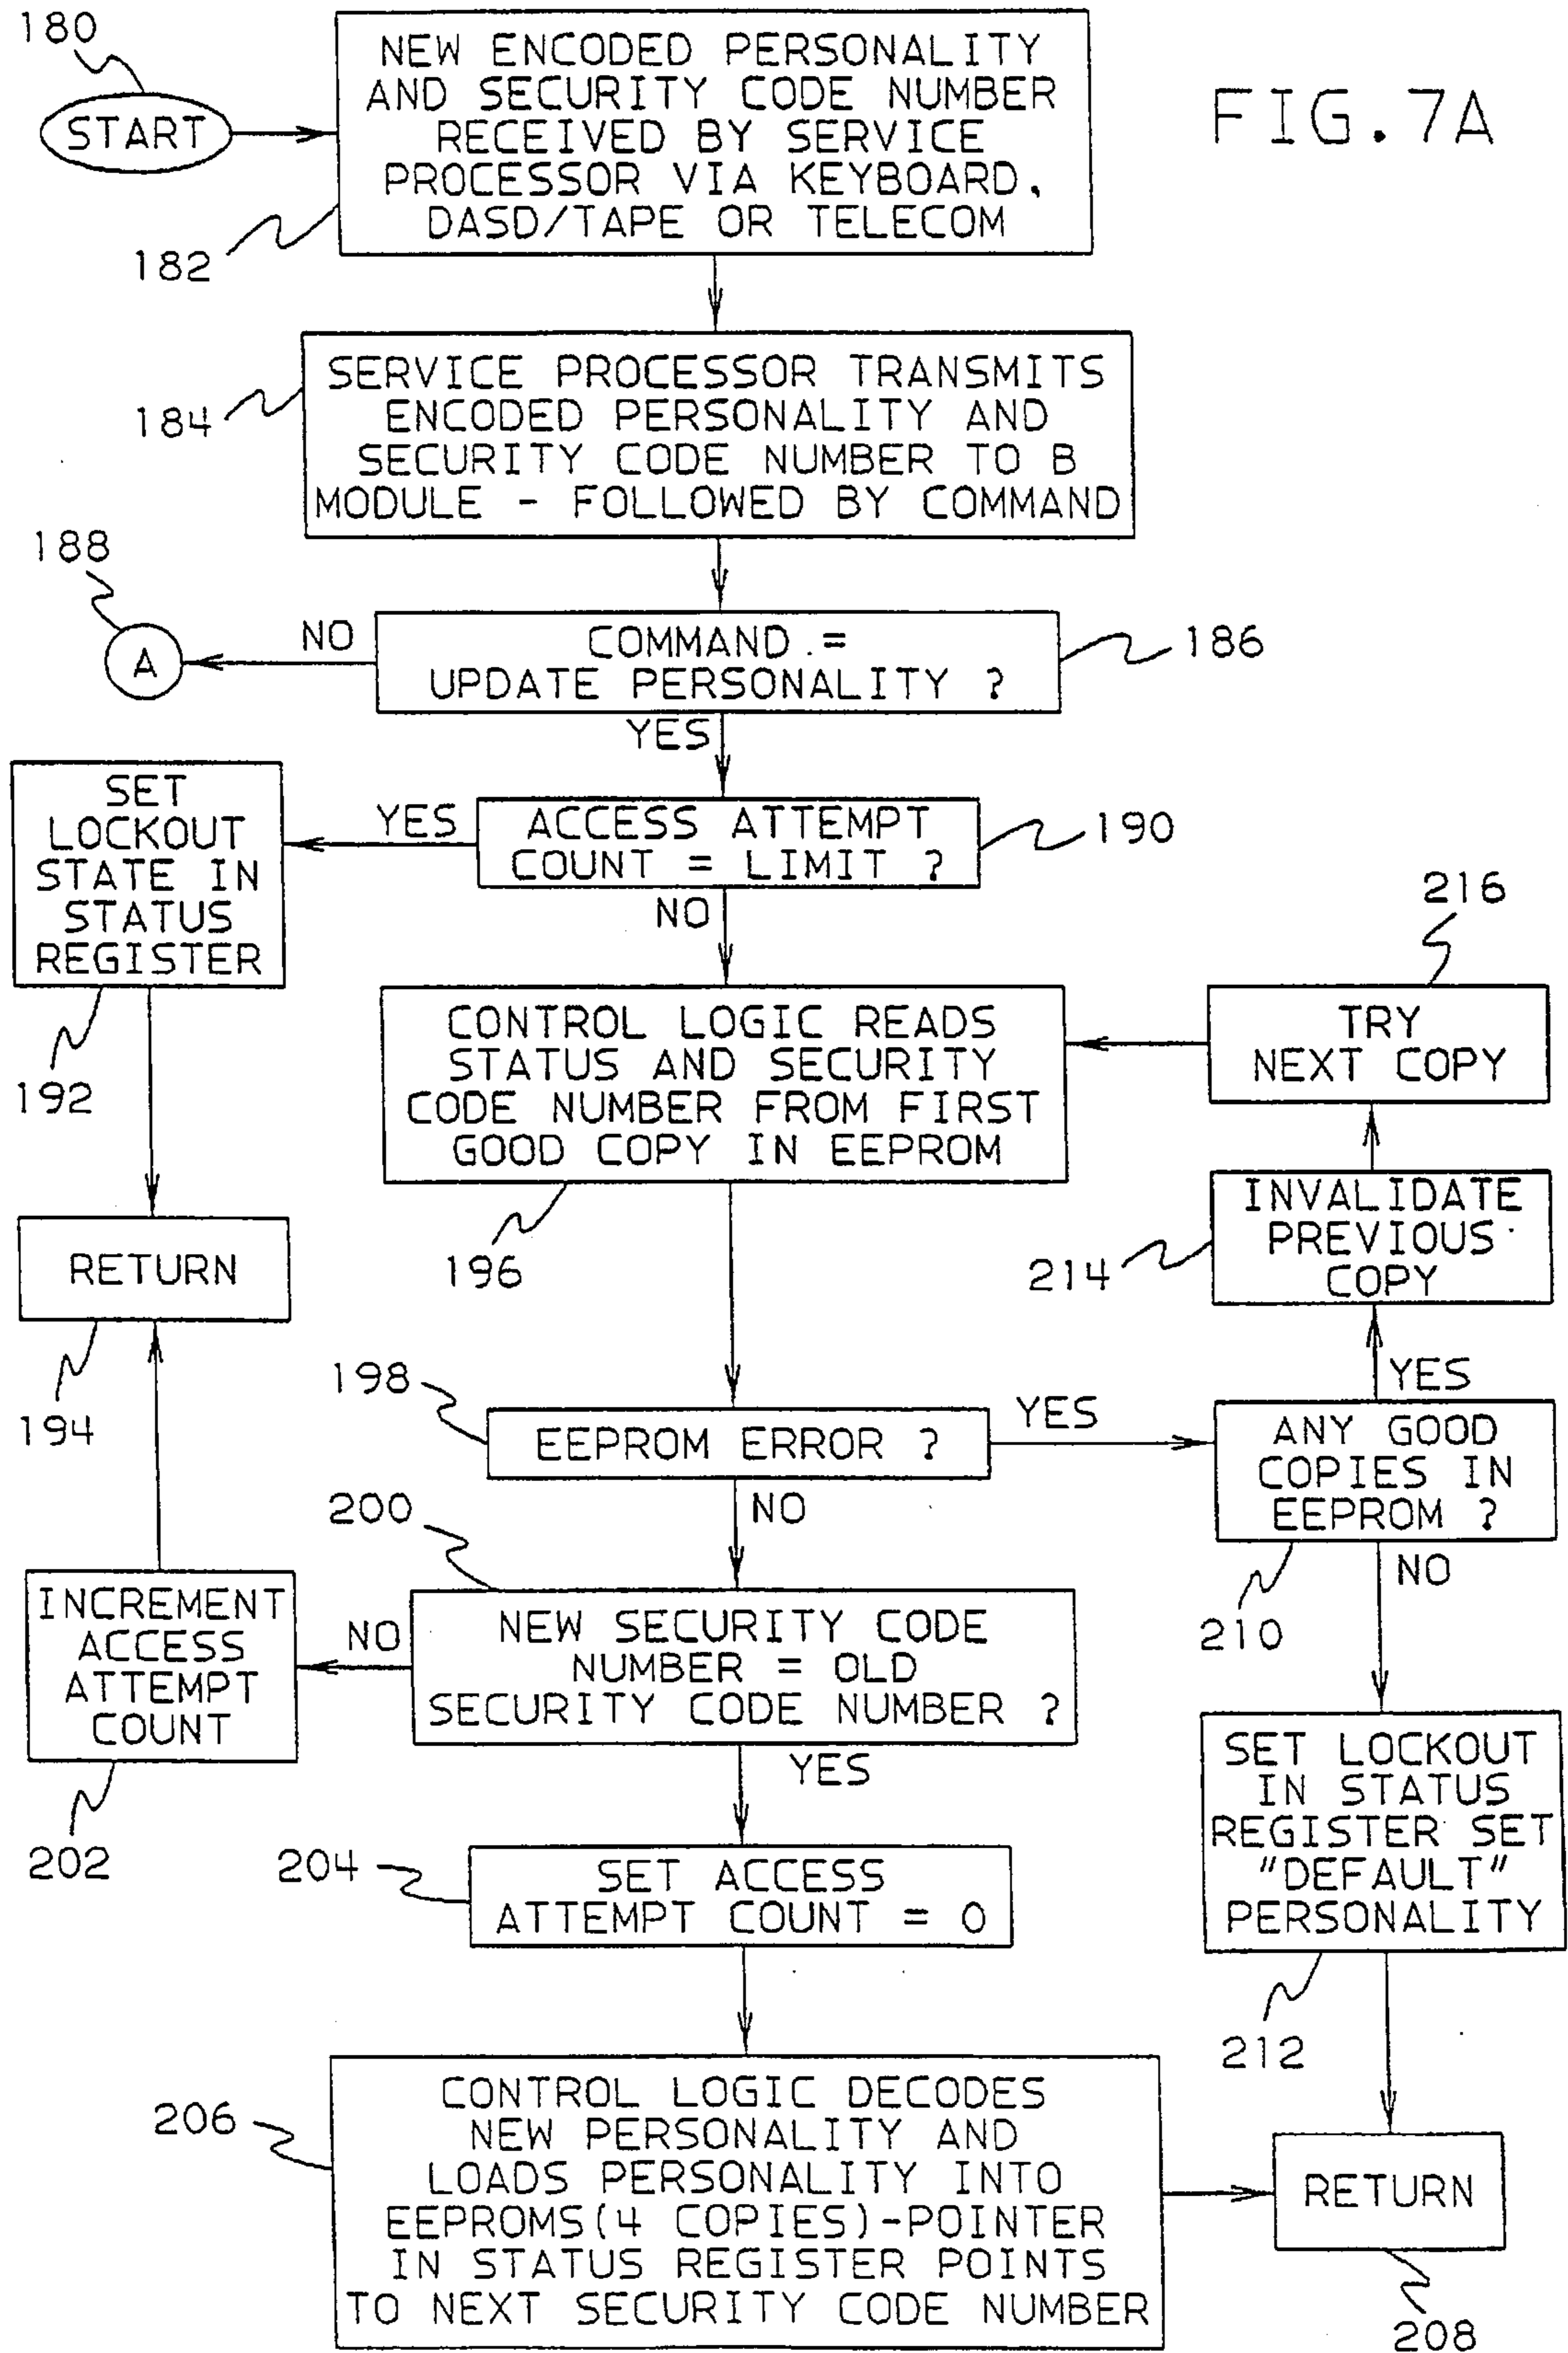 180
START
NEW ENCODED PERSONALITY
AND SECURITY CODE NUMBER
RECEIVED BY SERVICE
PROCESSOR VIA KEYBOARD,
DASD/TAPE OR TELECOM
FIG. 7A
182
SERVICE PROCESSOR TRANSMITS
ENCODED PERSONALITY AND
SECURITY CODE NUMBER TO B
MODULE - FOLLOWED BY COMMAND
184
188
A
NO
COMMAND =
UPDATE PERSONALITY ?
186
YES
SET
LOCKOUT
STATE IN
STATUS
REGISTER
YES
ACCESS ATTEMPT
COUNT = LIMIT ?
190
NO
192
CONTROL LOGIC READS
STATUS AND SECURITY
CODE NUMBER FROM FIRST
GOOD COPY IN EEPROM
196
216
TRY
NEXT COPY
INVALIDATE
PREVIOUS
COPY
214
RETURN
194
YES
198
EEPROM ERROR ?
YES
ANY GOOD
COPIES IN
EEPROM ?
210
NO
NO
200
INCREMENT
ACCESS
ATTEMPT
COUNT
202
NO
NEW SECURITY CODE
NUMBER = OLD
SECURITY CODE NUMBER ?
YES
SET LOCKOUT
IN STATUS
REGISTER SET
"DEFAULT"
PERSONALITY
212
204
SET ACCESS
ATTEMPT COUNT = 0
206
CONTROL LOGIC DECODES
NEW PERSONALITY AND
LOADS PERSONALITY INTO
EEPROMS(4 COPIES)-POINTER
IN STATUS REGISTER POINTS
TO NEXT SECURITY CODE NUMBER
RETURN
208